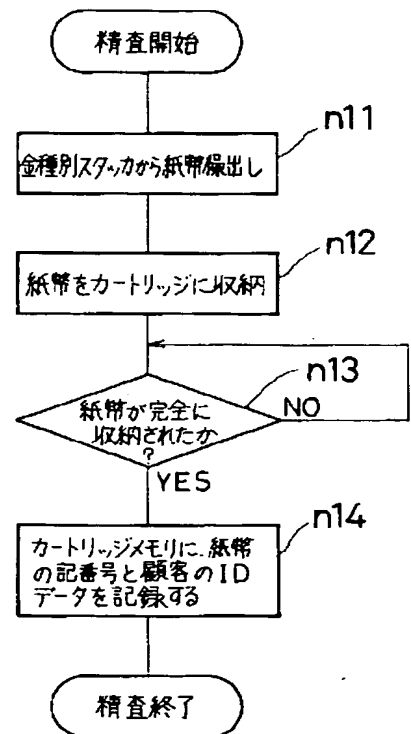 精査開始
n11
金種別スタッカから紙幣繰出し
n12
紙幣をカートリッジに収納
n13
紙幣が完全に
収納されたか
?
NO
YES
n14
カートリッジメモリに、紙幣
の記番号と顧客のID
データを記録する
精査終了